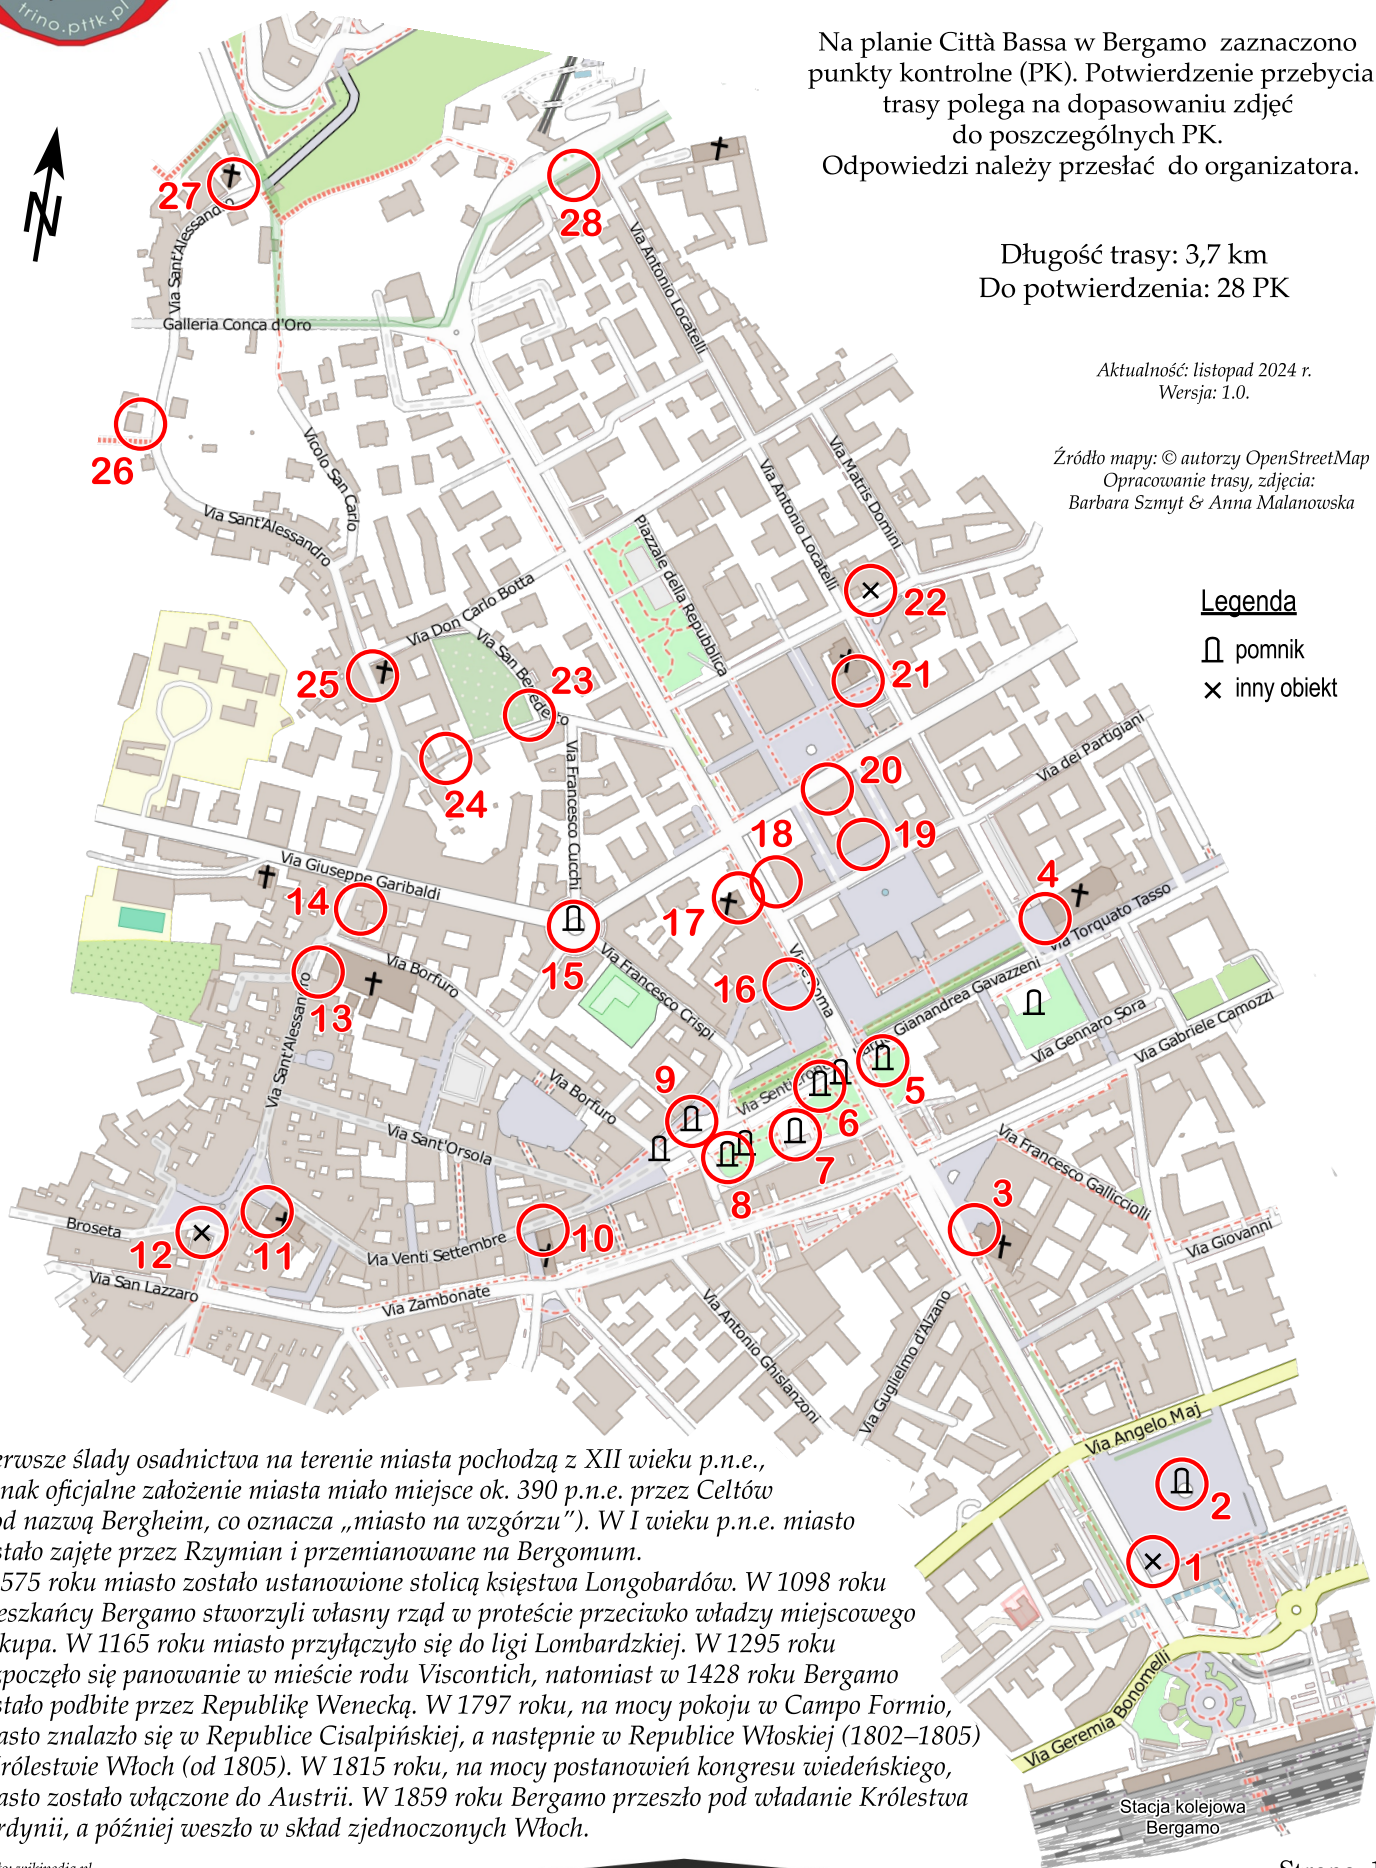 trino.pttk.pl
Na planie Città Bassa w Bergamo zaznaczono
punkty kontrolne (PK). Potwierdzenie przebycia
trasy polega na dopasowaniu zdjęć
do poszczególnych PK.
Odpowiedzi należy przesłać do organizatora.
Długość trasy: 3,7 km
Do potwierdzenia: 28 PK
Aktualność: listopad 2024 r.
Wersja: 1.0.
Źródło mapy: © autorzy OpenStreetMap
Opracowanie trasy, zdjęcia:
Barbara Szmyt & Anna Malanowska
Legenda
pomnik
inny obiekt
N
27
28
Via Sant'Alessandro
Via Sant'Alessandro
Via Antonio Locatelli
Galleria Conca d'Oro
26
Vicolo San Carlo
Via Sant'Alessandro
Via Matris Domini
Via Antonio Locatelli
Piazzale della Repubblica
22
Via Don Carlo Botta
Via San Benedetto
23
25
21
24
Via Francesco Cucchi
Via dei Partigiani
20
18
19
Via Giuseppe Garibaldi
14
17
4
Via Torquato Tasso
15
Via Borfuro
Via Francesco Crispi
16
Viale Roma
Gianandrea Gavazzeni
13
Via Sant'Alessandro
Via Gennaro Sora
Via Gabriele Camozzi
9
Via Borfuro
5
6
7
8
Via Sant'Orsola
Via Francesco Gallicciolli
3
Broseta
12
11
Via Venti Settembre
10
Via Giovanni
Via San Lazzaro
Via Zambonate
Via Antonio Ghislanzoni
Via Guglielmo d'Alzano
Via Angelo Maj
2
1
Via Geremia Bonomelli
Stacja kolejowa
Bergamo
erwsze ślady osadnictwa na terenie miasta pochodzą z XII wieku p.n.e.,
nak oficjalne założenie miasta miało miejsce ok. 390 p.n.e. przez Celtów
od nazwą Bergheim, co oznacza „miasto na wzgórzu”). W I wieku p.n.e. miasto
stało zajęte przez Rzymian i przemianowane na Bergomum.
575 roku miasto zostało ustanowione stolicą księstwa Longobardów. W 1098 roku
eszkańcy Bergamo stworzyli własny rząd w proteście przeciwko władzy miejscowego
kupa. W 1165 roku miasto przyłączyło się do ligi Lombardzkiej. W 1295 roku
zpoczęło się panowanie w mieście rodu Viscontich, natomiast w 1428 roku Bergamo
stało podbite przez Republikę Wenecką. W 1797 roku, na mocy pokoju w Campo Formio,
asto znalazło się w Republice Cisalpińskiej, a następnie w Republice Włoskiej (1802–1805)
Królestwie Włoch (od 1805). W 1815 roku, na mocy postanowień kongresu wiedeńskiego,
asto zostało włączone do Austrii. W 1859 roku Bergamo przeszło pod władanie Królestwa
rdynii, a później weszło w skład zjednoczonych Włoch.